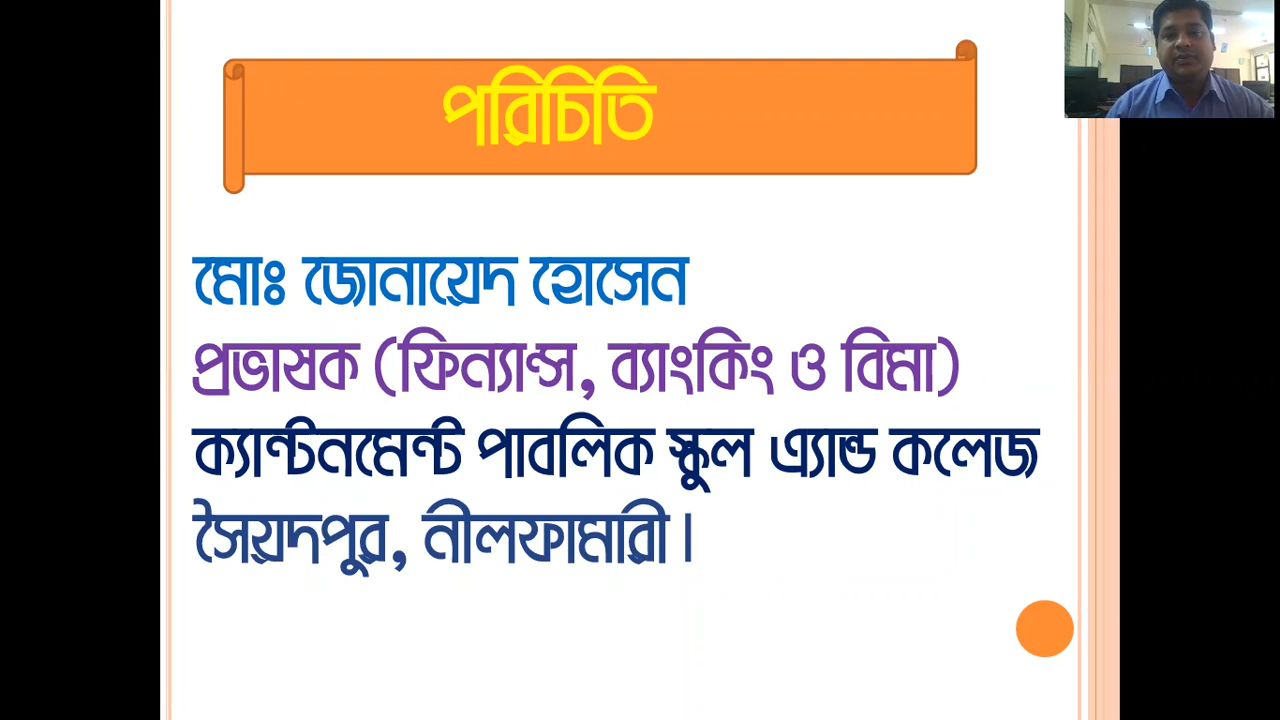 পরিচিতি
মোঃ জোনায়েদ হোসেন
প্রভাষক (ফিন্যান্স, ব্যাংকিং ও বিমা)
ক্যান্টনমেন্ট পাবলিক স্কুল এ্যান্ড কলেজ
সৈয়দপুর, নীলফামারী।